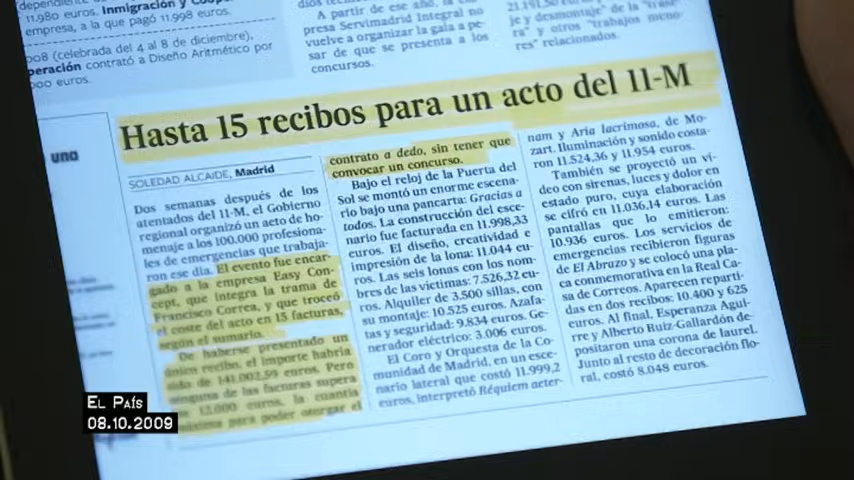 11.980 euros. Inmigración y
empresa, a la que pagó 11.998 euros.
008 (celebrada del 4 al 8 de diciembre),
peración contrató a Diseño Aritmético por
000 euros.
A partir de ese año, la
presa Servimadrid Integral no
vuelve a organizar la gala a pe-
sar de que se presenta a los
concursos.
je y desmontaje" de la
ra" y otros "trabajos meno-
res" relacionados.
Hasta 15 recibos para un acto del 11-M
una
SOLEDAD ALCAIDE, Madrid
Dos semanas después de los
atentados del 11-M, el Gobierno
regional organizó un acto de ho-
menaje a los 100.000 profesiona-
les de emergencias que trabaja-
ron ese día. El evento fue encar-
gado a la empresa Easy Con-
cept, que integra la trama de
Francisco Correa, y que troceó
el coste del acto en 15 facturas,
según el sumario.
De haberse presentado un
único recibo, el importe habría
sido de 141.002,59 euros. Pero
ninguna de las facturas supera
los 12.000 euros, la cuantía
máxima para poder otorgar el
contrato a dedo, sin tener que
convocar un concurso.
Bajo el reloj de la Puerta del
Sol se montó un enorme escena-
rio bajo una pancarta: Gracias a
todos. La construcción del esce-
nario fue facturada en 11.998,33
euros. El diseño, creatividad e
impresión de la lona: 11.044 eu-
ros. Las seis lonas con los nom-
bres de las víctimas: 7.526,32 eu-
ros. Alquiler de 3.500 sillas, con
su montaje: 10.525 euros. Azafa-
tas y seguridad: 9.834 euros. Ge-
nerador eléctrico: 3.006 euros.
El Coro y Orquesta de la Co-
munidad de Madrid, en un esce-
nario lateral que costó 11.999,2
euros, interpretó Réquiem aeter-
nam y Aria lacrimosa, de Mo-
zart. Iluminación y sonido costa-
ron 11.524,36 y 11.954 euros.
También se proyectó un ví-
deo con sirenas, luces y dolor en
estado puro, cuya elaboración
se cifró en 11.036,14 euros. Las
pantallas que lo emitieron:
10.936 euros. Los servicios de
emergencias recibieron figuras
de El Abrazo y se colocó una pla-
ca conmemorativa en la Real Ca-
sa de Correos. Aparecen reparti-
das en dos recibos: 10.400 y 625
euros. Al final, Esperanza Agui-
rre y Alberto Ruiz-Gallardón de-
positaron una corona de laurel.
Junto al resto de decoración flo-
ral, costó 8.048 euros.
El País
08.10.2009